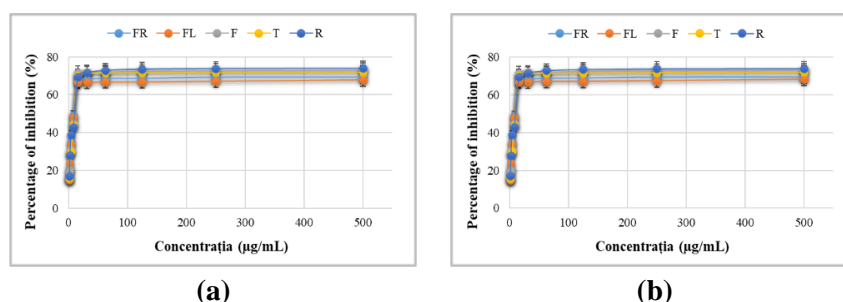 FR FL F T R
80
60
40
20
0
Percentage of inhibition (%)
0 100 200 300 400 500
Concentrația (µg/mL)
(a)
FR FL F T R
80
60
40
20
0
Percentage of inhibition (%)
0 100 200 300 400 500
Concentrația (µg/mL)
(b)